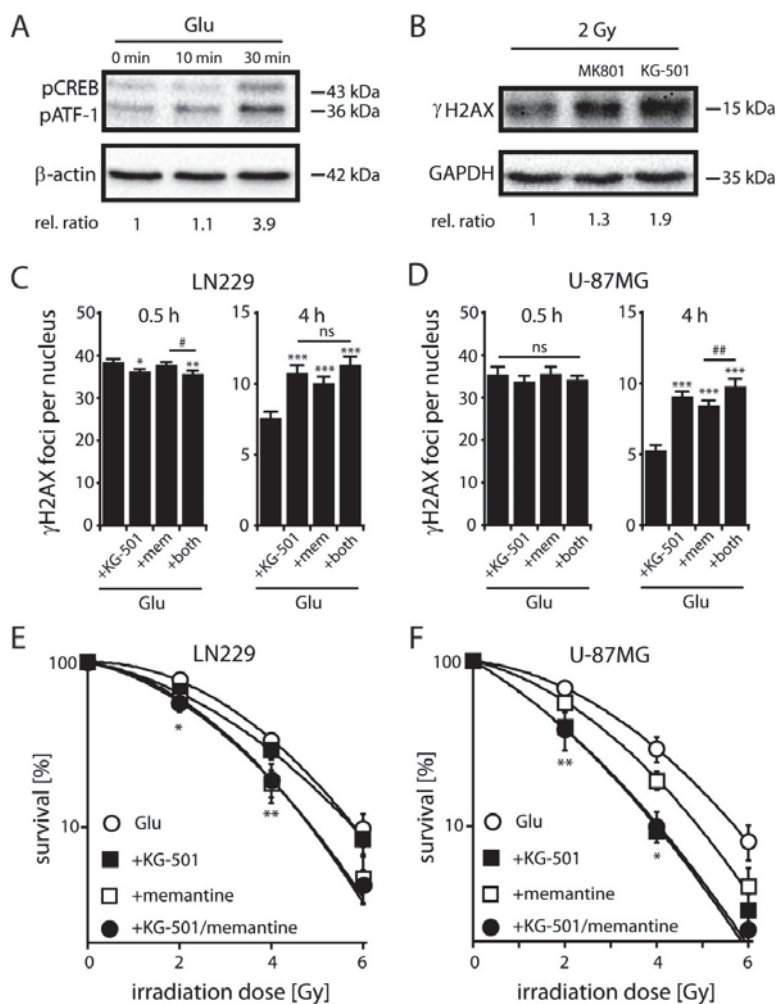 A
Glu
0 min 10 min 30 min
pCREB
pATF-1
43 kDa
36 kDa
β-actin
42 kDa
rel. ratio 1 1.1 3.9
B
2 Gy
MK801 KG-501
γH2AX
15 kDa
GAPDH
35 kDa
rel. ratio 1 1.3 1.9
C
LN229
γH2AX foci per nucleus
0.5 h
50
40
30
20
10
0
#
* **
+KG-501
+mem
+both
Glu
4 h
15
10
5
0
ns
*** *** ***
+KG-501
+mem
+both
Glu
D
U-87MG
γH2AX foci per nucleus
0.5 h
50
40
30
20
10
0
ns
+KG-501
+mem
+both
Glu
4 h
15
10
5
0
##
*** *** ***
+KG-501
+mem
+both
Glu
E
LN229
survival [%]
100
10
*
**
Glu
+KG-501
+memantine
+KG-501/memantine
0 2 4 6
irradiation dose [Gy]
F
U-87MG
survival [%]
100
10
**
*
Glu
+KG-501
+memantine
+KG-501/memantine
0 2 4 6
irradiation dose [Gy]